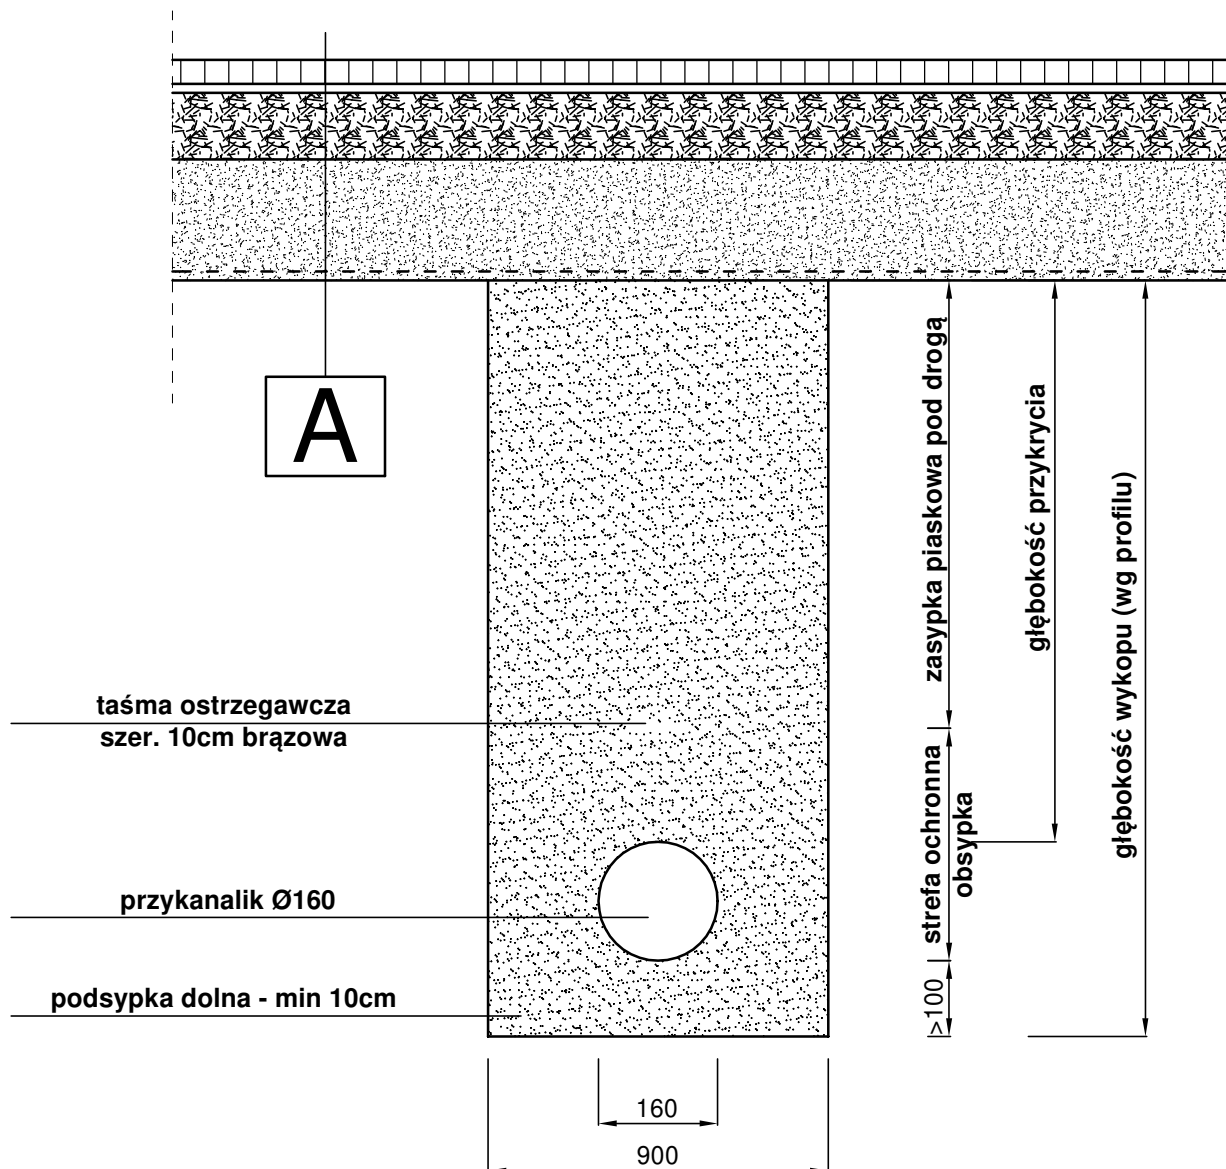 A
zasypka piaskowa pod drogą
głębokość przykrycia
głębokość wykopu (wg profilu)
taśma ostrzegawcza
szer. 10cm brązowa
strefa ochronna
obsypka
przykanalik Ø160
podsypka dolna - min 10cm
>100
160
900